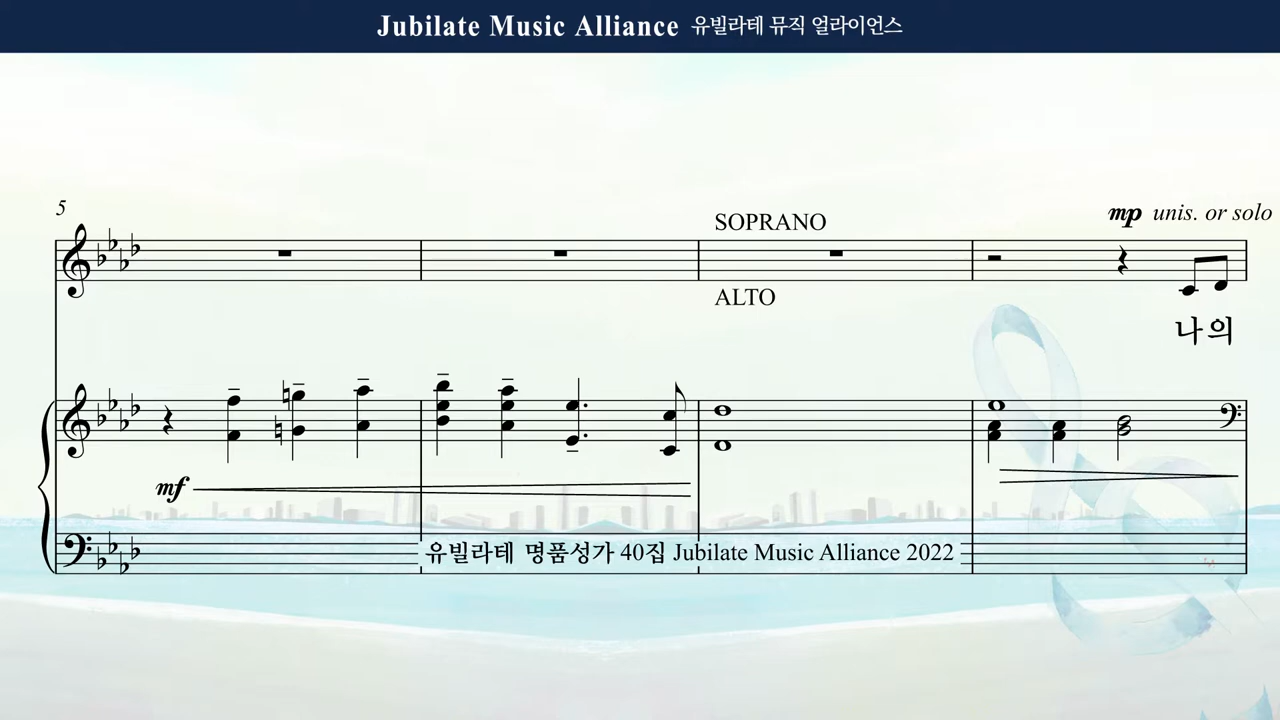 Jubilate Music Alliance 유빌라테 뮤직 얼라이언스
5
mp unis. or solo
SOPRANO
ALTO
나의
mf
유빌라테 명품성가 40집 Jubilate Music Alliance 2022